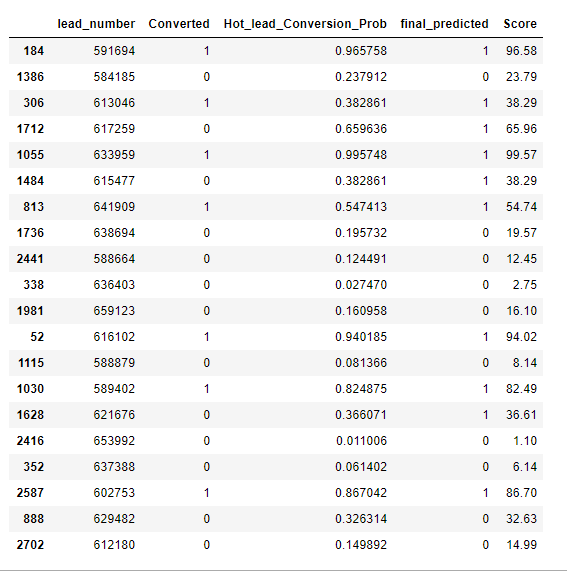 lead_number Converted Hot_lead_Conversion_Prob final_predicted Score
184 591694 1 0.965758 1 96.58
1386 584185 0 0.237912 0 23.79
306 613046 1 0.382861 1 38.29
1712 617259 0 0.659636 1 65.96
1055 633959 1 0.995748 1 99.57
1484 615477 0 0.382861 1 38.29
813 641909 1 0.547413 1 54.74
1736 638694 0 0.195732 0 19.57
2441 588664 0 0.124491 0 12.45
338 636403 0 0.027470 0 2.75
1981 659123 0 0.160958 0 16.10
52 616102 1 0.940185 1 94.02
1115 588879 0 0.081366 0 8.14
1030 589402 1 0.824875 1 82.49
1628 621676 0 0.366071 1 36.61
2416 653992 0 0.011006 0 1.10
352 637388 0 0.061402 0 6.14
2587 602753 1 0.867042 1 86.70
888 629482 0 0.326314 0 32.63
2702 612180 0 0.149892 0 14.99